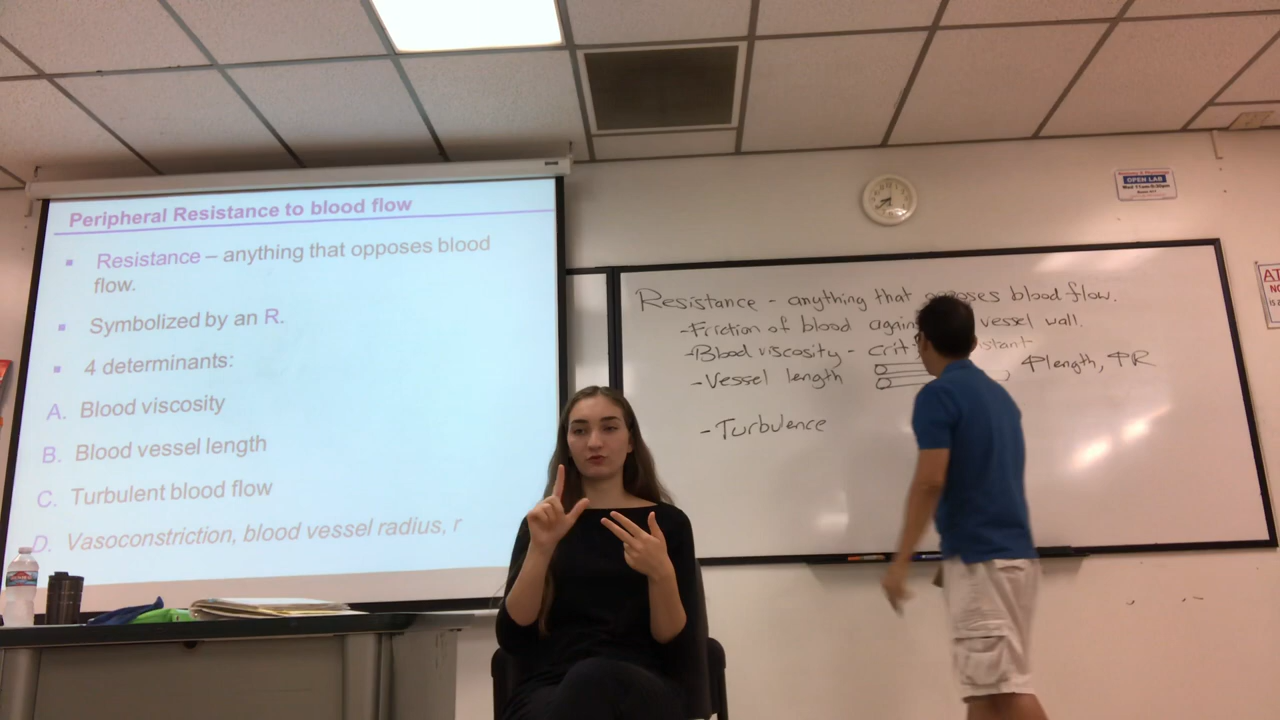 Peripheral Resistance to blood flow
Resistance – anything that opposes blood
flow.
Symbolized by an R.
4 determinants:
A. Blood viscosity
B. Blood vessel length
C. Turbulent blood flow
D. Vasoconstriction, blood vessel radius, r
Resistance - anything that opposes blood flow.
-Friction of blood again vessel wall.
-Blood viscosity - crit
-Vessel length
↑length, ↑R
-Turbulence
OPEN LAB